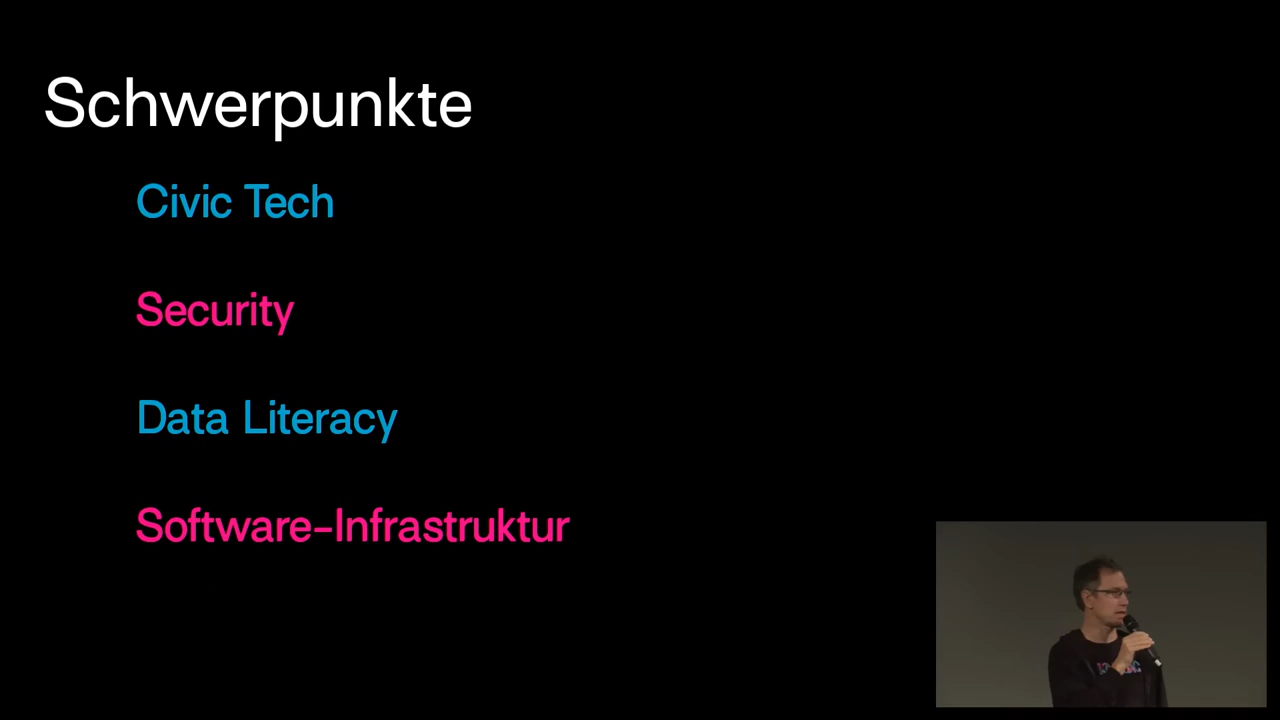 Schwerpunkte
Civic Tech
Security
Data Literacy
Software-Infrastruktur